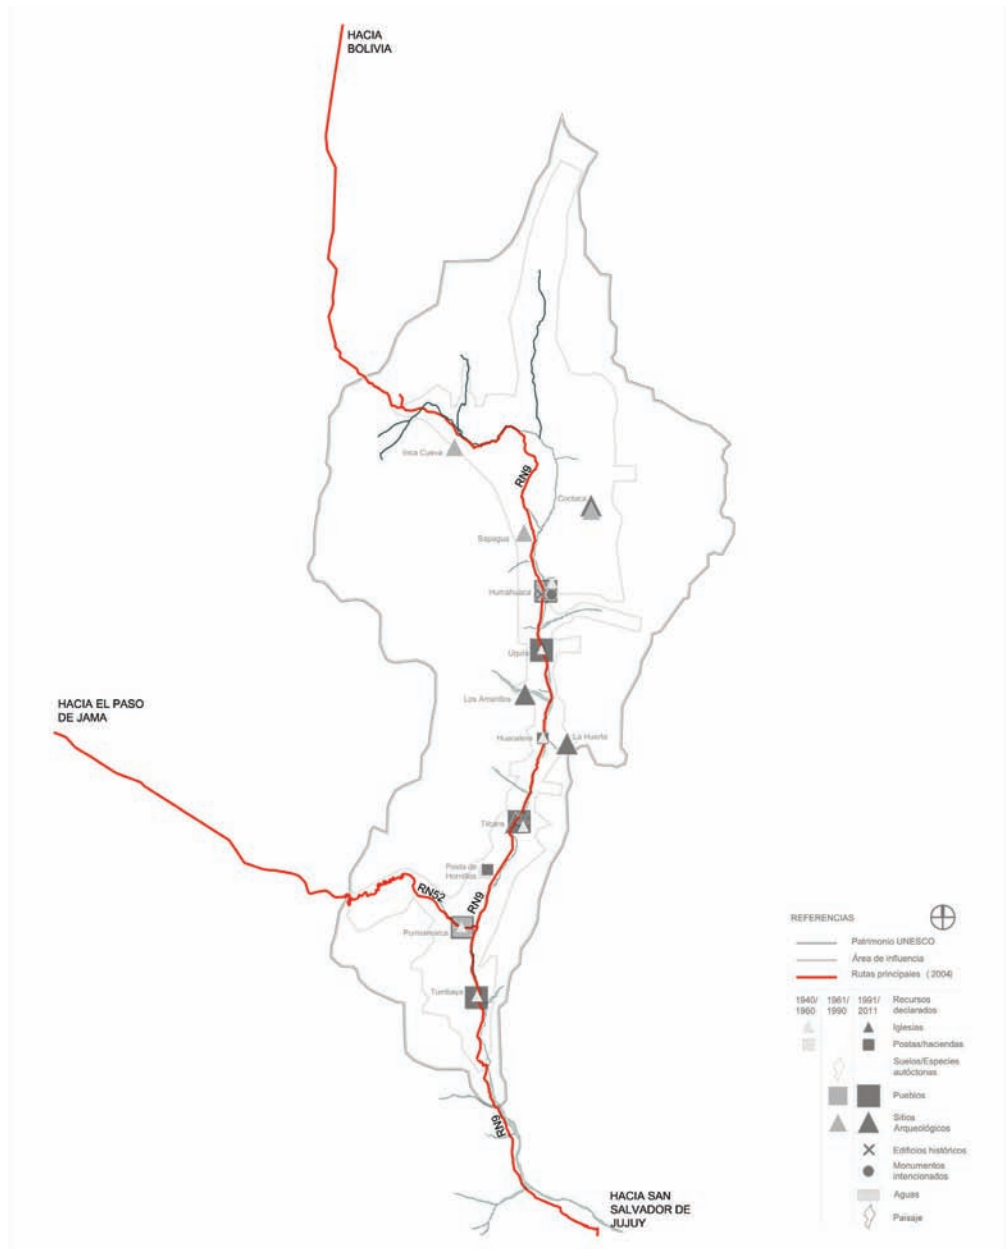 HACIA
BOLIVIA
Inca Cueva
RN9
Coctaca
Sapagua
Humahuaca
Uquía
Los Amarillos
HACIA EL PASO
DE JAMA
Huacalera
La Huerta
Tilcara
Posta de
Hornillos
RN52
RN9
Purmamarca
Tumbaya
RN9
HACIA SAN
SALVADOR DE
JUJUY
REFERENCIAS
Patrimonio UNESCO
Área de influencia
Rutas principales (2004)
1940/
1960
1961/
1990
1991/
2011
Recursos
declarados
Iglesias
Postas/haciendas
Suelos/Especies
autóctonas
Pueblos
Sitios
Arqueológicos
Edificios históricos
Monumentos
intencionados
Aguas
Paisaje